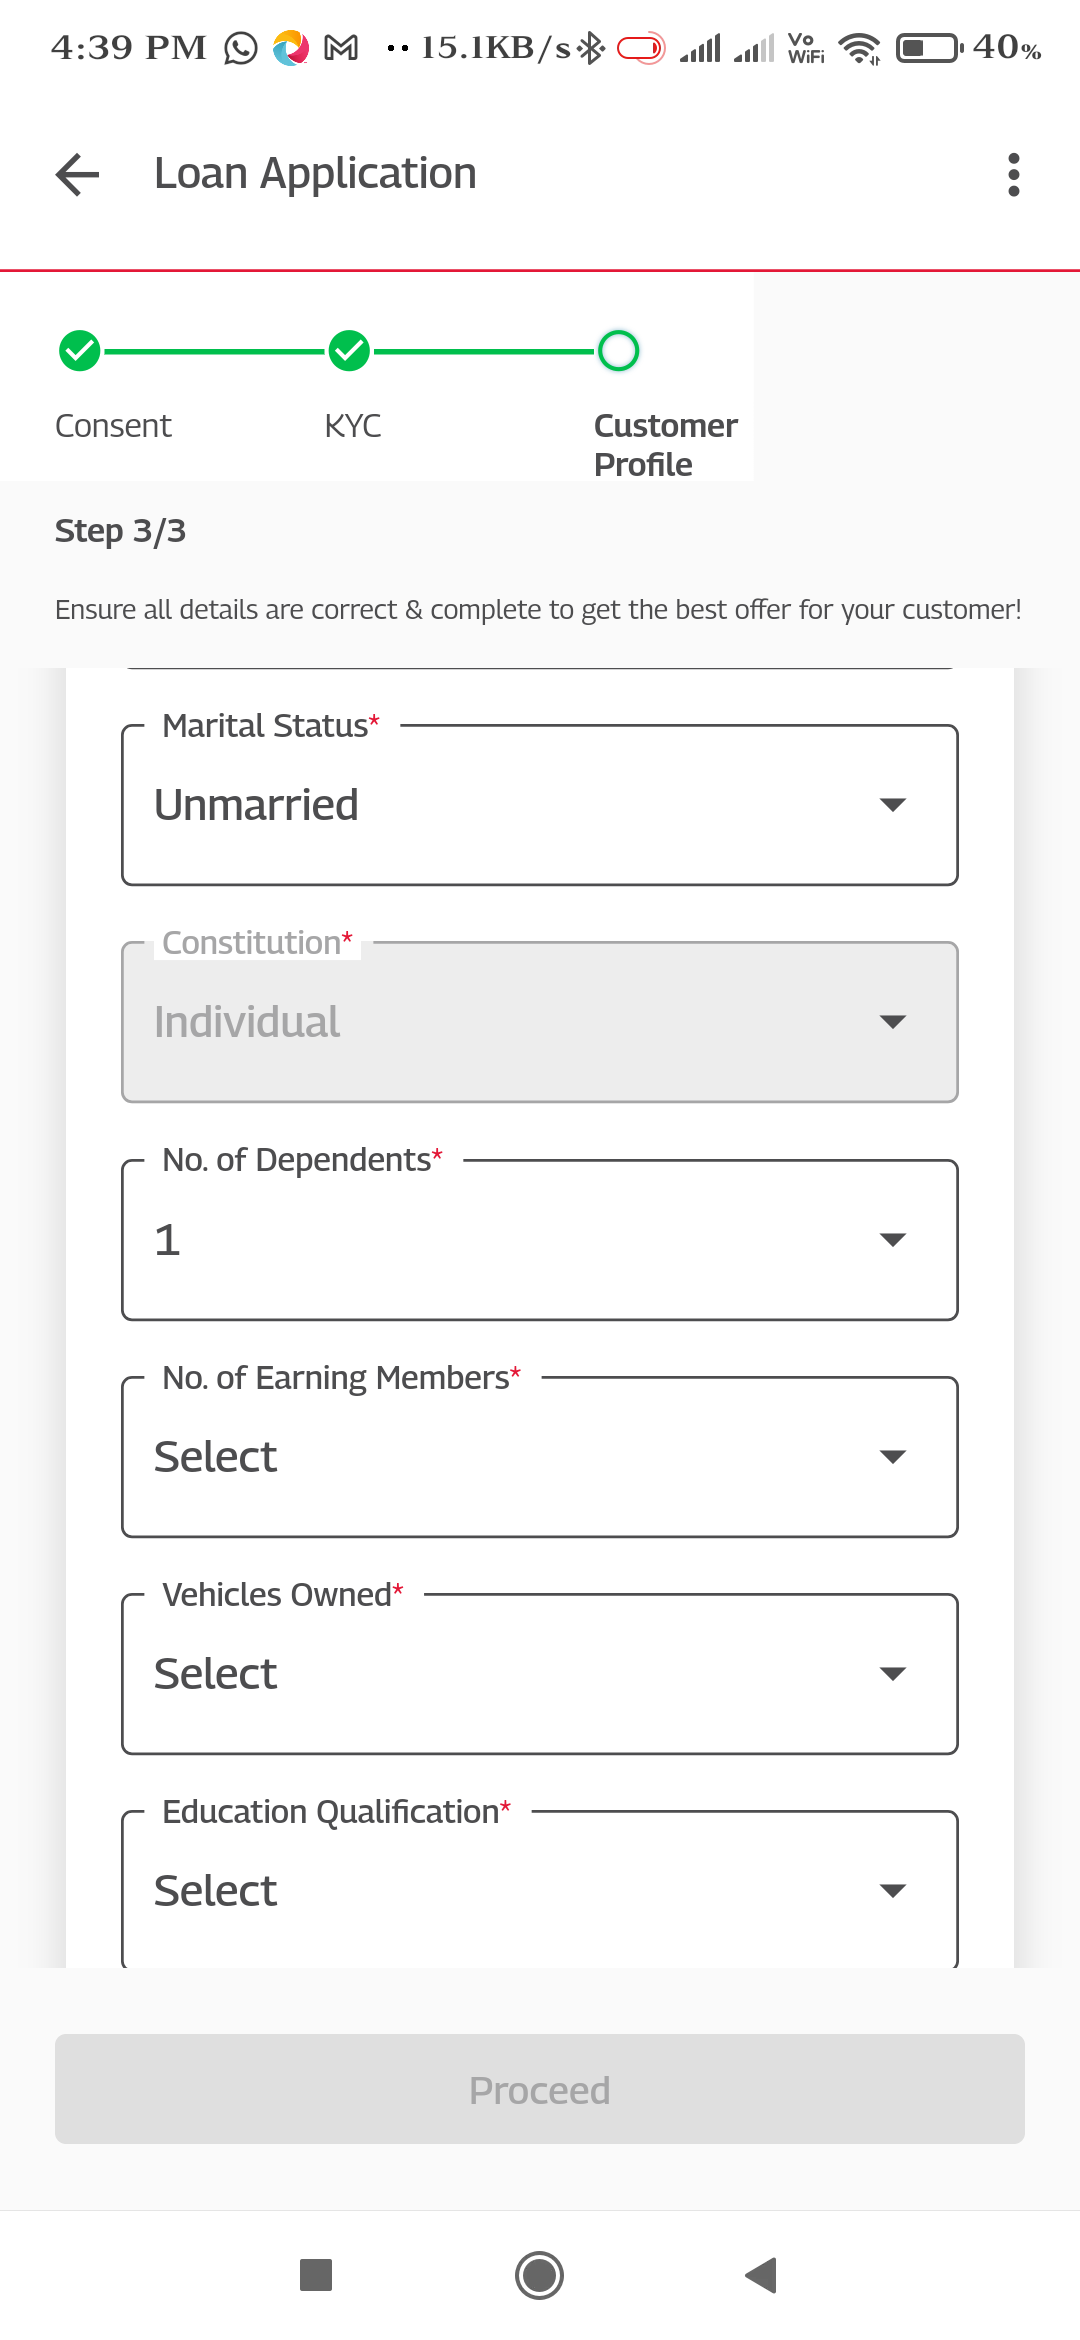 4:39 PM 15.1KB/s Vo WiFi 40%
Loan Application
Consent KYC Customer
Profile
Step 3/3
Ensure all details are correct & complete to get the best offer for your customer!
Marital Status*
Unmarried
Constitution*
Individual
No. of Dependents*
1
No. of Earning Members*
Select
Vehicles Owned*
Select
Education Qualification*
Select
Proceed